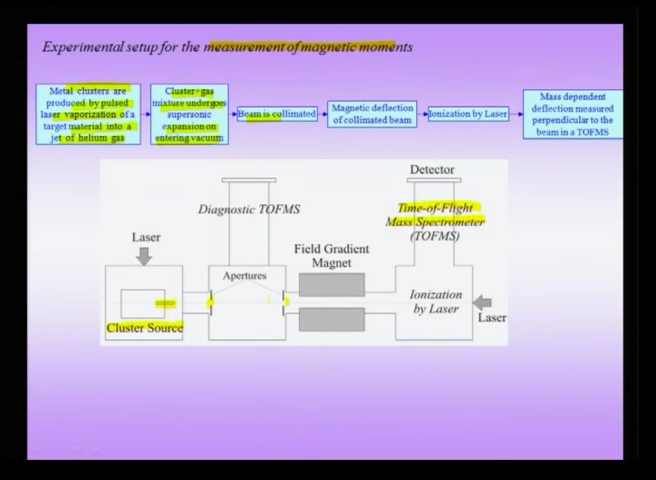 Experimental setup for the measurement of magnetic moments
Metal clusters are
produced by pulsed
laser vaporization of a
target material into a
jet of helium gas
Cluster+gas
mixture undergoes
supersonic
expansion on
entering vacuum
Beam is collimated
Magnetic deflection
of collimated beam
Ionization by Laser
Mass dependent
deflection measured
perpendicular to the
beam in a TOFMS
Detector
Diagnostic TOFMS
Time-of-Flight
Mass Spectrometer
(TOFMS)
Laser
Field Gradient
Magnet
Apertures
Ionization
by Laser
Laser
Cluster Source